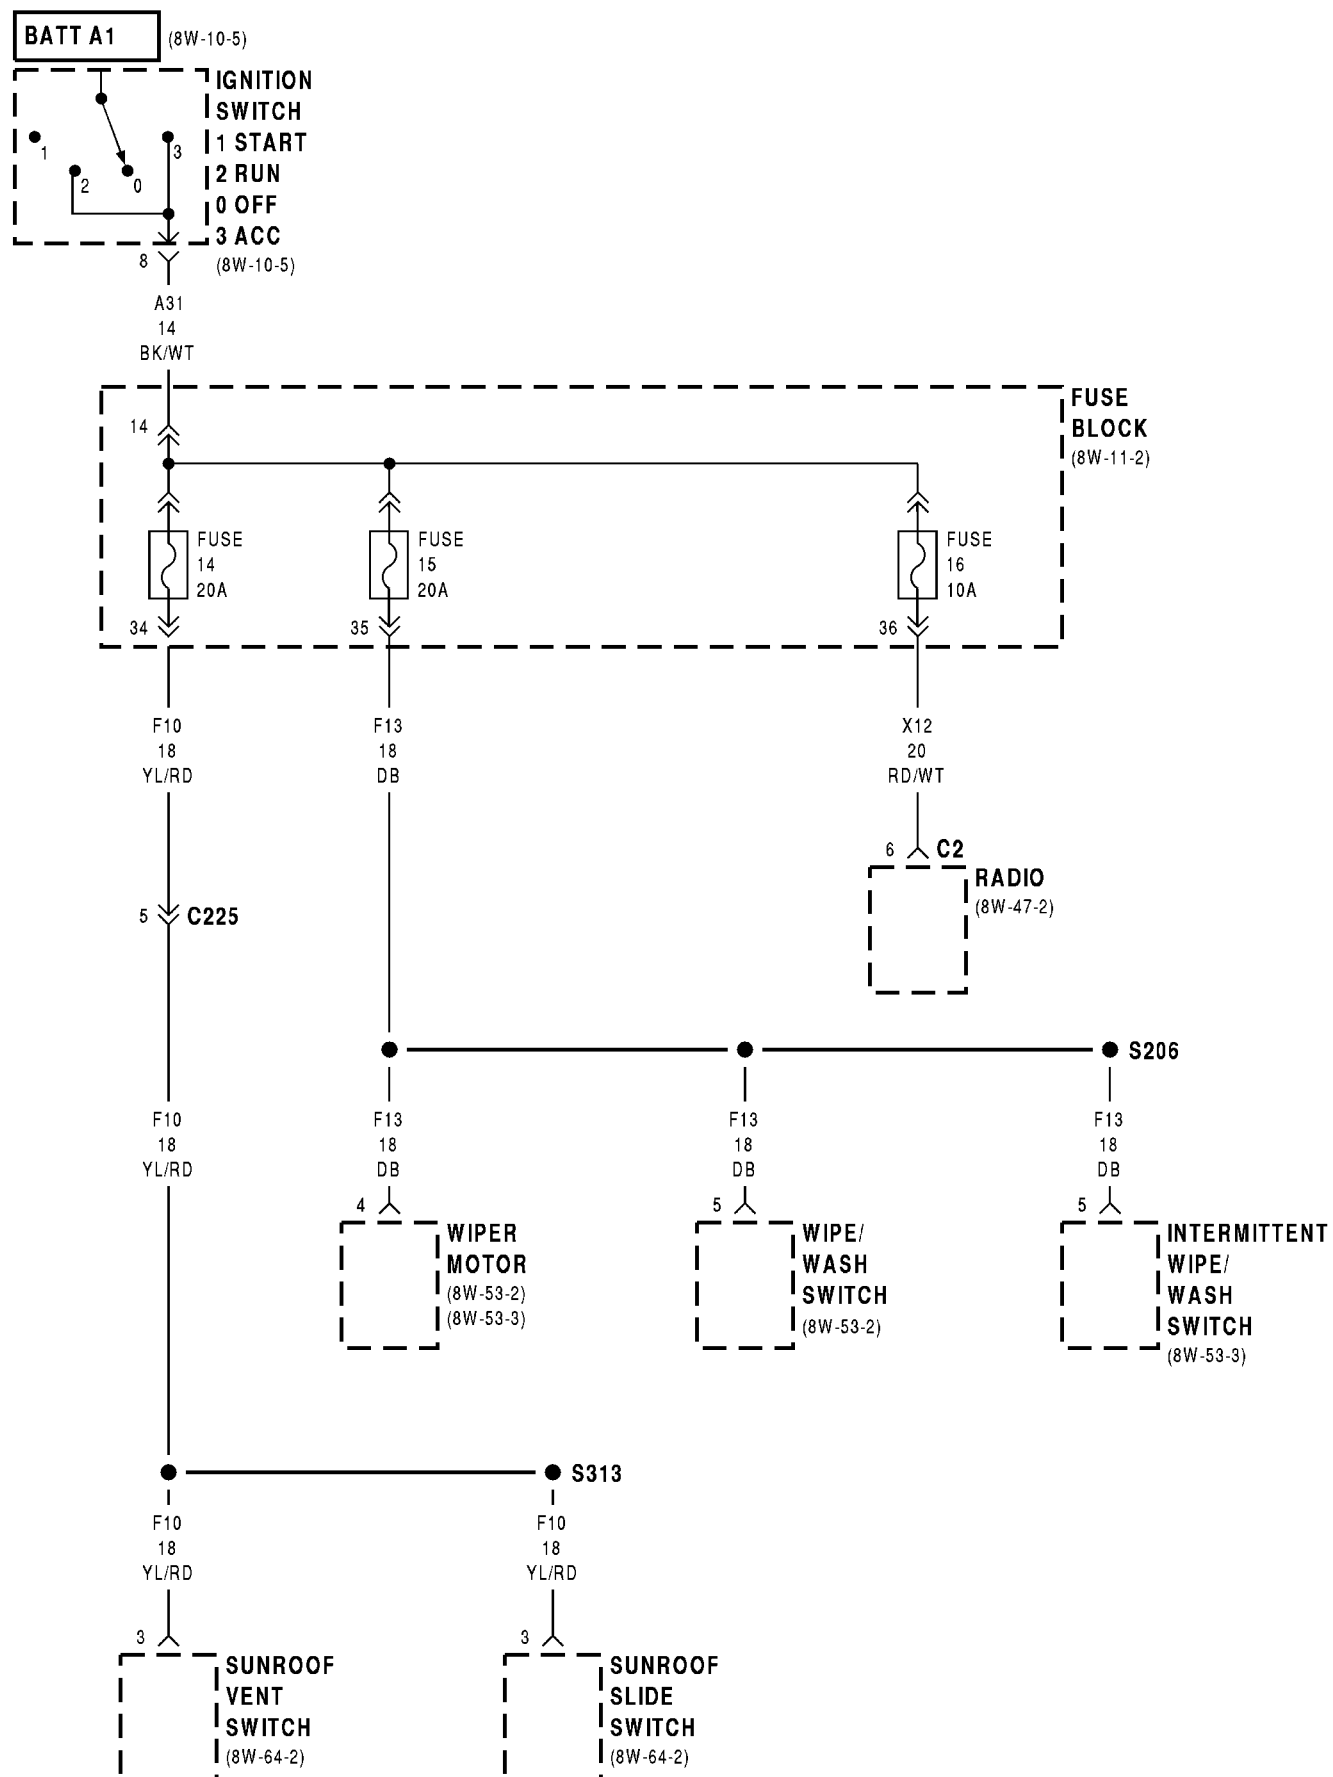 BATT A1 (8W-10-5)
IGNITION
SWITCH
1 START
2 RUN
0 OFF
3 ACC
(8W-10-5)
1
2
0
3
8
A31
14
BK/WT
FUSE
BLOCK
(8W-11-2)
14
FUSE
14
20A
FUSE
15
20A
FUSE
16
10A
34
35
36
F10
18
YL/RD
F13
18
DB
X12
20
RD/WT
6 C2
RADIO
(8W-47-2)
5 C225
S206
F10
18
YL/RD
F13
18
DB
F13
18
DB
F13
18
DB
4
WIPER
MOTOR
(8W-53-2)
(8W-53-3)
5
WIPE/
WASH
SWITCH
(8W-53-2)
5
INTERMITTENT
WIPE/
WASH
SWITCH
(8W-53-3)
S313
F10
18
YL/RD
F10
18
YL/RD
3
SUNROOF
VENT
SWITCH
(8W-64-2)
3
SUNROOF
SLIDE
SWITCH
(8W-64-2)